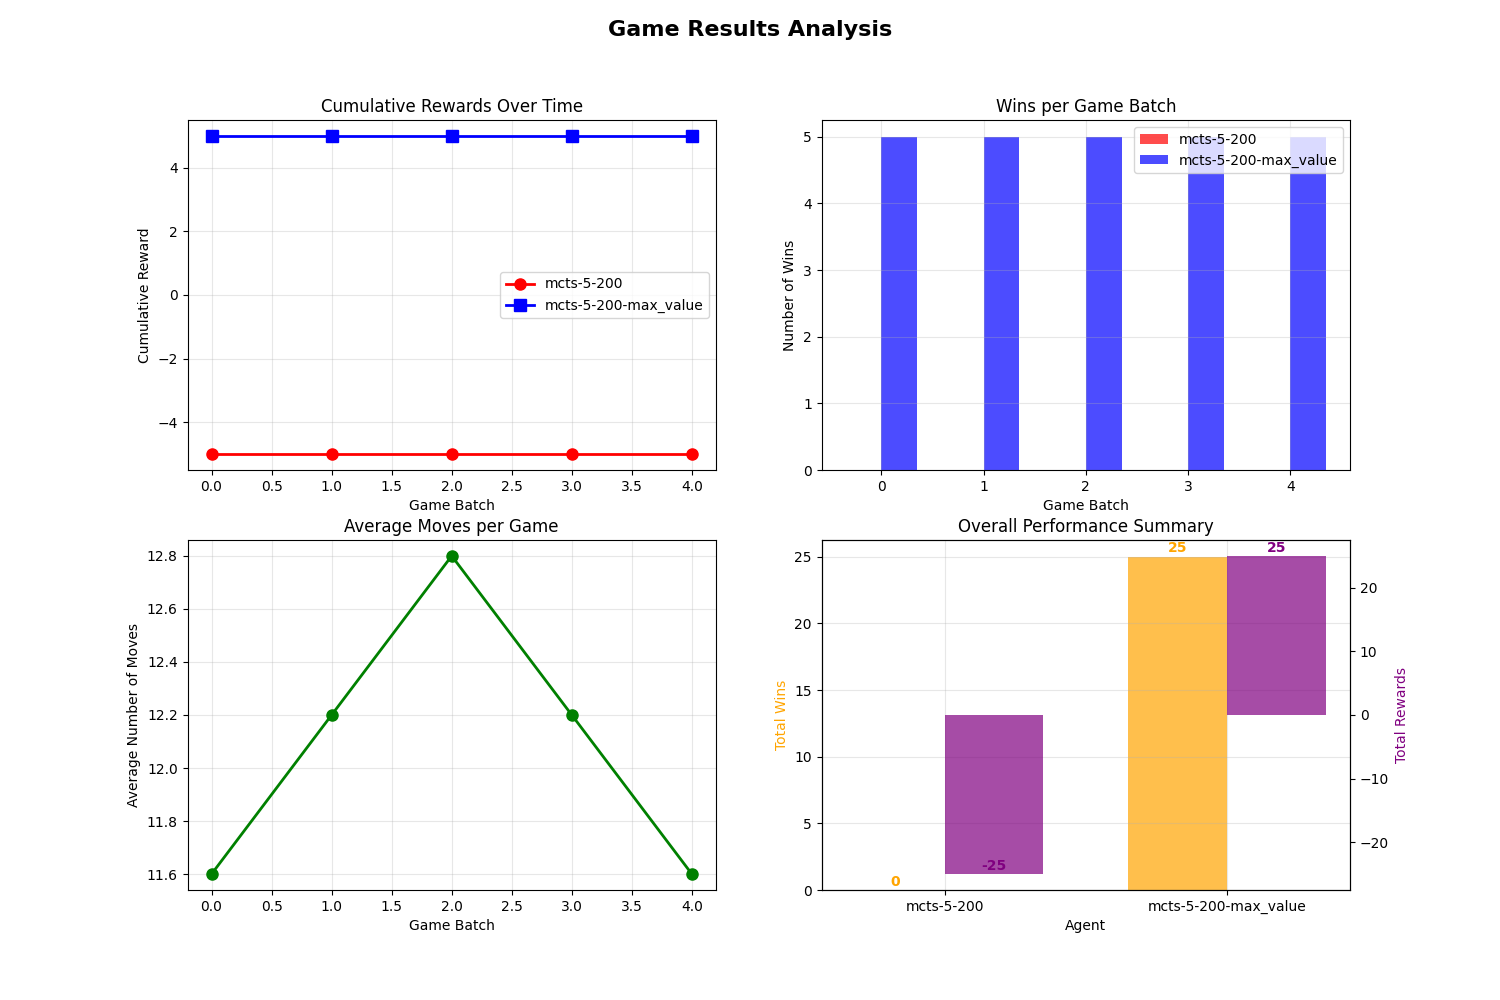 Game Results Analysis
Cumulative Rewards Over Time
Cumulative Reward
4
2
0
−2
−4
mcts-5-200
mcts-5-200-max_value
0.0 0.5 1.0 1.5 2.0 2.5 3.0 3.5 4.0
Game Batch
Wins per Game Batch
Number of Wins
5
4
3
2
1
0
mcts-5-200
mcts-5-200-max_value
0 1 2 3 4
Game Batch
Average Moves per Game
Average Number of Moves
12.8
12.6
12.4
12.2
12.0
11.8
11.6
0.0 0.5 1.0 1.5 2.0 2.5 3.0 3.5 4.0
Game Batch
Overall Performance Summary
Total Wins
25
20
15
10
5
0
25 25
0 -25
20
10
0
−10
−20
Total Rewards
mcts-5-200 mcts-5-200-max_value
Agent